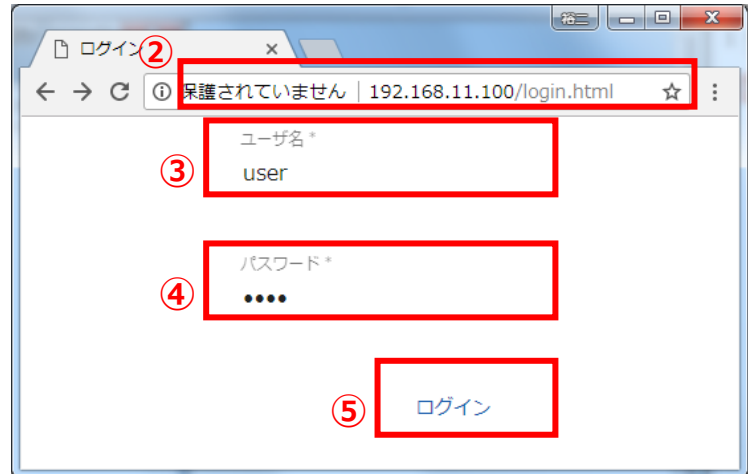 裕二
ログイン
②
保護されていません | 192.168.11.100/login.html
ユーザ名 *
③
user
パスワード *
④
••••
⑤
ログイン